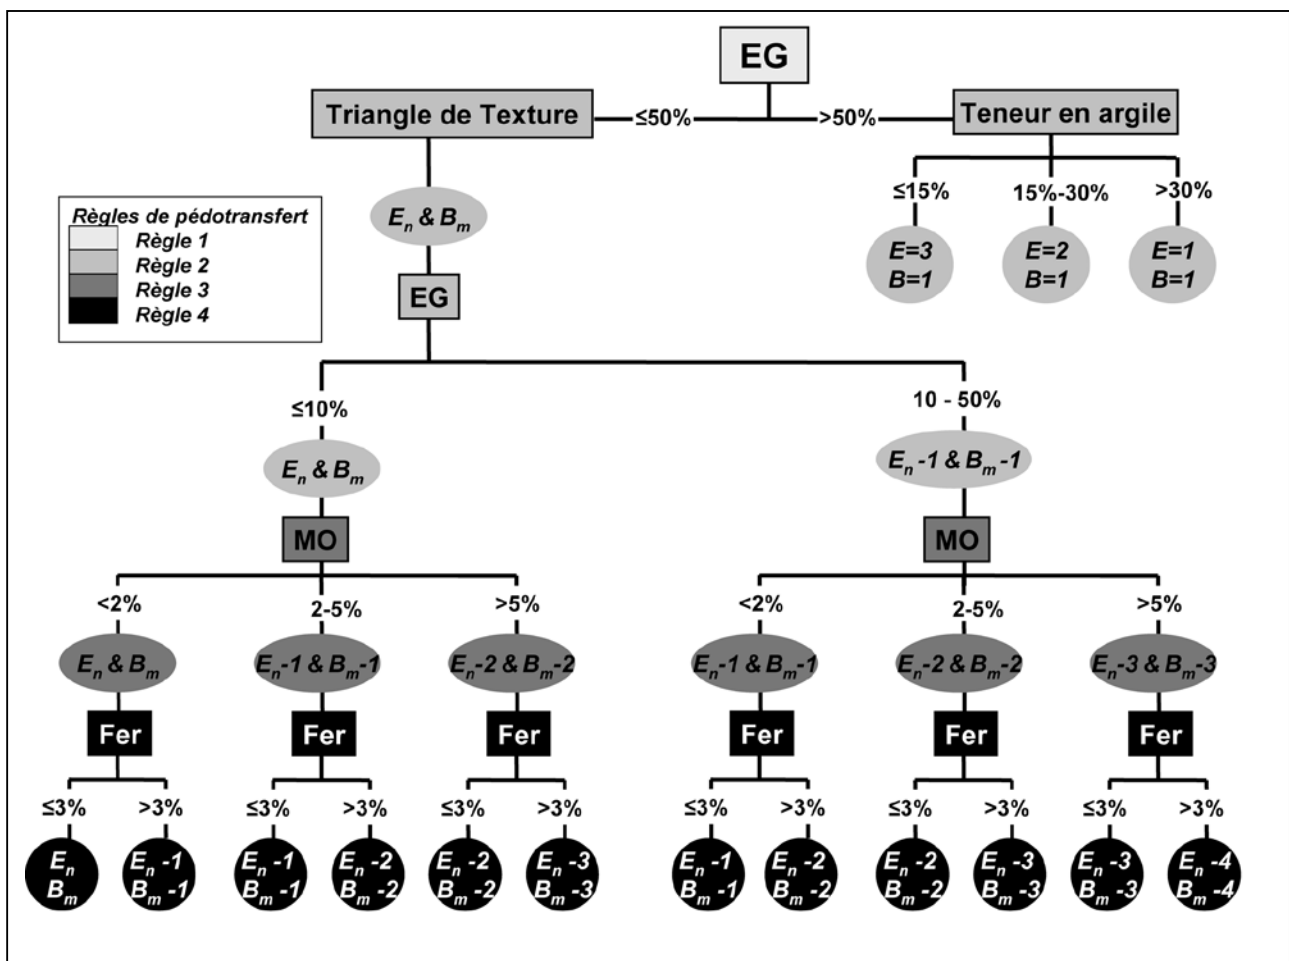 EG
Triangle de Texture
≤50%
>50%
Teneur en argile
≤15%
15%-30%
>30%
E=3
B=1
E=2
B=1
E=1
B=1
Règles de pédotransfert
Règle 1
Règle 2
Règle 3
Règle 4
Eₙ & Bₘ
EG
≤10%
10 - 50%
Eₙ & Bₘ
Eₙ-1 & Bₘ-1
MO
MO
<2%
2-5%
>5%
<2%
2-5%
>5%
Eₙ & Bₘ
Eₙ-1 & Bₘ-1
Eₙ-2 & Bₘ-2
Eₙ-1 & Bₘ-1
Eₙ-2 & Bₘ-2
Eₙ-3 & Bₘ-3
Fer
Fer
Fer
Fer
Fer
Fer
≤3%
>3%
≤3%
>3%
≤3%
>3%
≤3%
>3%
≤3%
>3%
≤3%
>3%
Eₙ
Bₘ
Eₙ-1
Bₘ-1
Eₙ-1
Bₘ-1
Eₙ-2
Bₘ-2
Eₙ-2
Bₘ-2
Eₙ-3
Bₘ-3
Eₙ-1
Bₘ-1
Eₙ-2
Bₘ-2
Eₙ-2
Bₘ-2
Eₙ-3
Bₘ-3
Eₙ-3
Bₘ-3
Eₙ-4
Bₘ-4